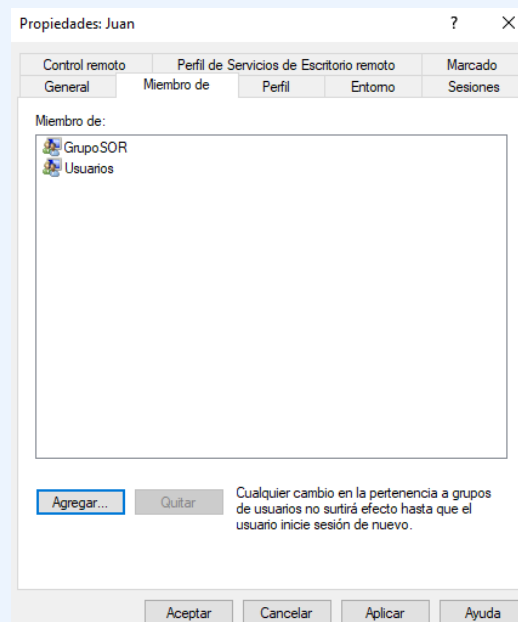 Propiedades: Juan
Control remoto Perfil de Servicios de Escritorio remoto Marcado
General Miembro de Perfil Entorno Sesiones
Miembro de:
GrupoSOR
Usuarios
Agregar... Quitar
Cualquier cambio en la pertenencia a grupos
de usuarios no surtirá efecto hasta que el
usuario inicie sesión de nuevo.
Aceptar Cancelar Aplicar Ayuda